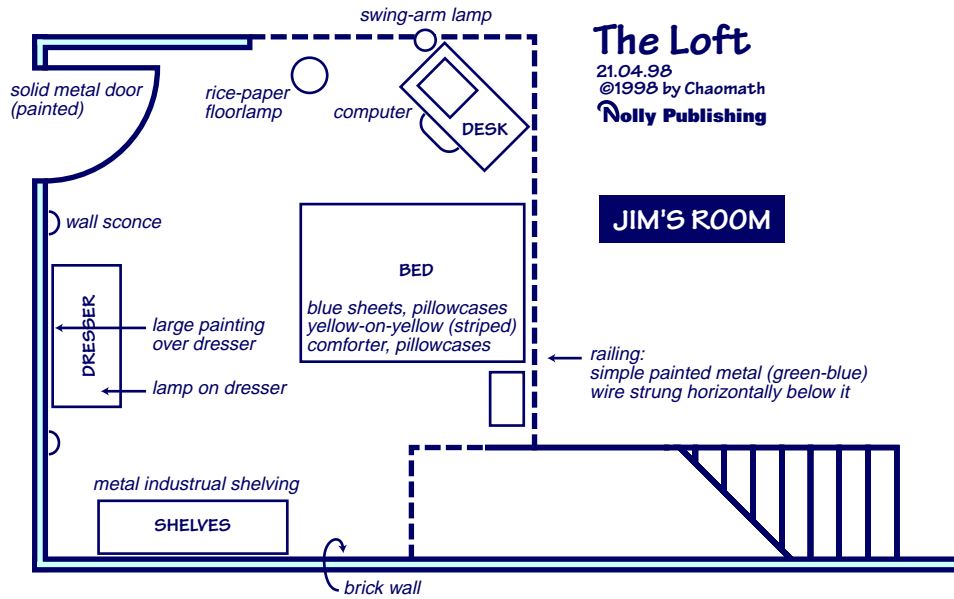 swing-arm lamp
The Loft
21.04.98
©1998 by Chaomath
Nolly Publishing
solid metal door
(painted)
rice-paper
floorlamp
computer
DESK
JIM'S ROOM
wall sconce
BED
blue sheets, pillowcases
yellow-on-yellow (striped)
comforter, pillowcases
DRESSER
large painting
over dresser
lamp on dresser
railing:
simple painted metal (green-blue)
wire strung horizontally below it
metal industrual shelving
SHELVES
brick wall